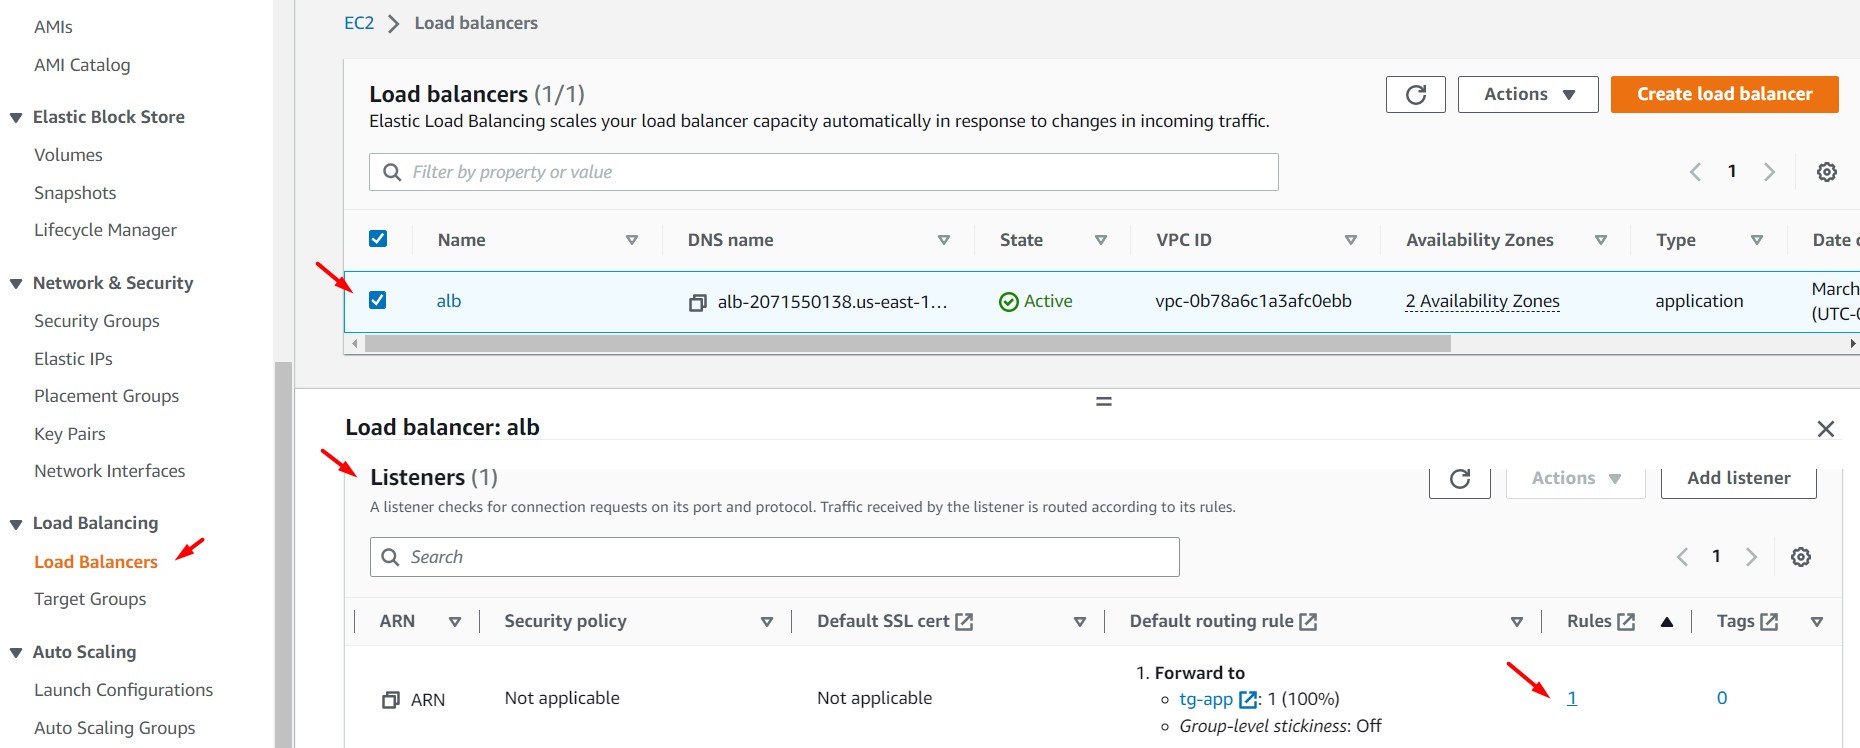 AMIs
AMI Catalog
Elastic Block Store
Volumes
Snapshots
Lifecycle Manager
Network & Security
Security Groups
Elastic IPs
Placement Groups
Key Pairs
Network Interfaces
Load Balancing
Load Balancers
Target Groups
Auto Scaling
Launch Configurations
Auto Scaling Groups
EC2 > Load balancers
Load balancers (1/1)
Actions
Create load balancer
Elastic Load Balancing scales your load balancer capacity automatically in response to changes in incoming traffic.
Filter by property or value
1
Name DNS name State VPC ID Availability Zones Type Date
alb alb-2071550138.us-east-1... Active vpc-0b78a6c1a3afc0ebb 2 Availability Zones application March
(UTC-0
Load balancer: alb
Listeners (1)
Actions
Add listener
A listener checks for connection requests on its port and protocol. Traffic received by the listener is routed according to its rules.
Search
1
ARN Security policy Default SSL cert Default routing rule Rules Tags
ARN Not applicable Not applicable 1. Forward to
tg-app : 1 (100%) 1 0
Group-level stickiness: Off